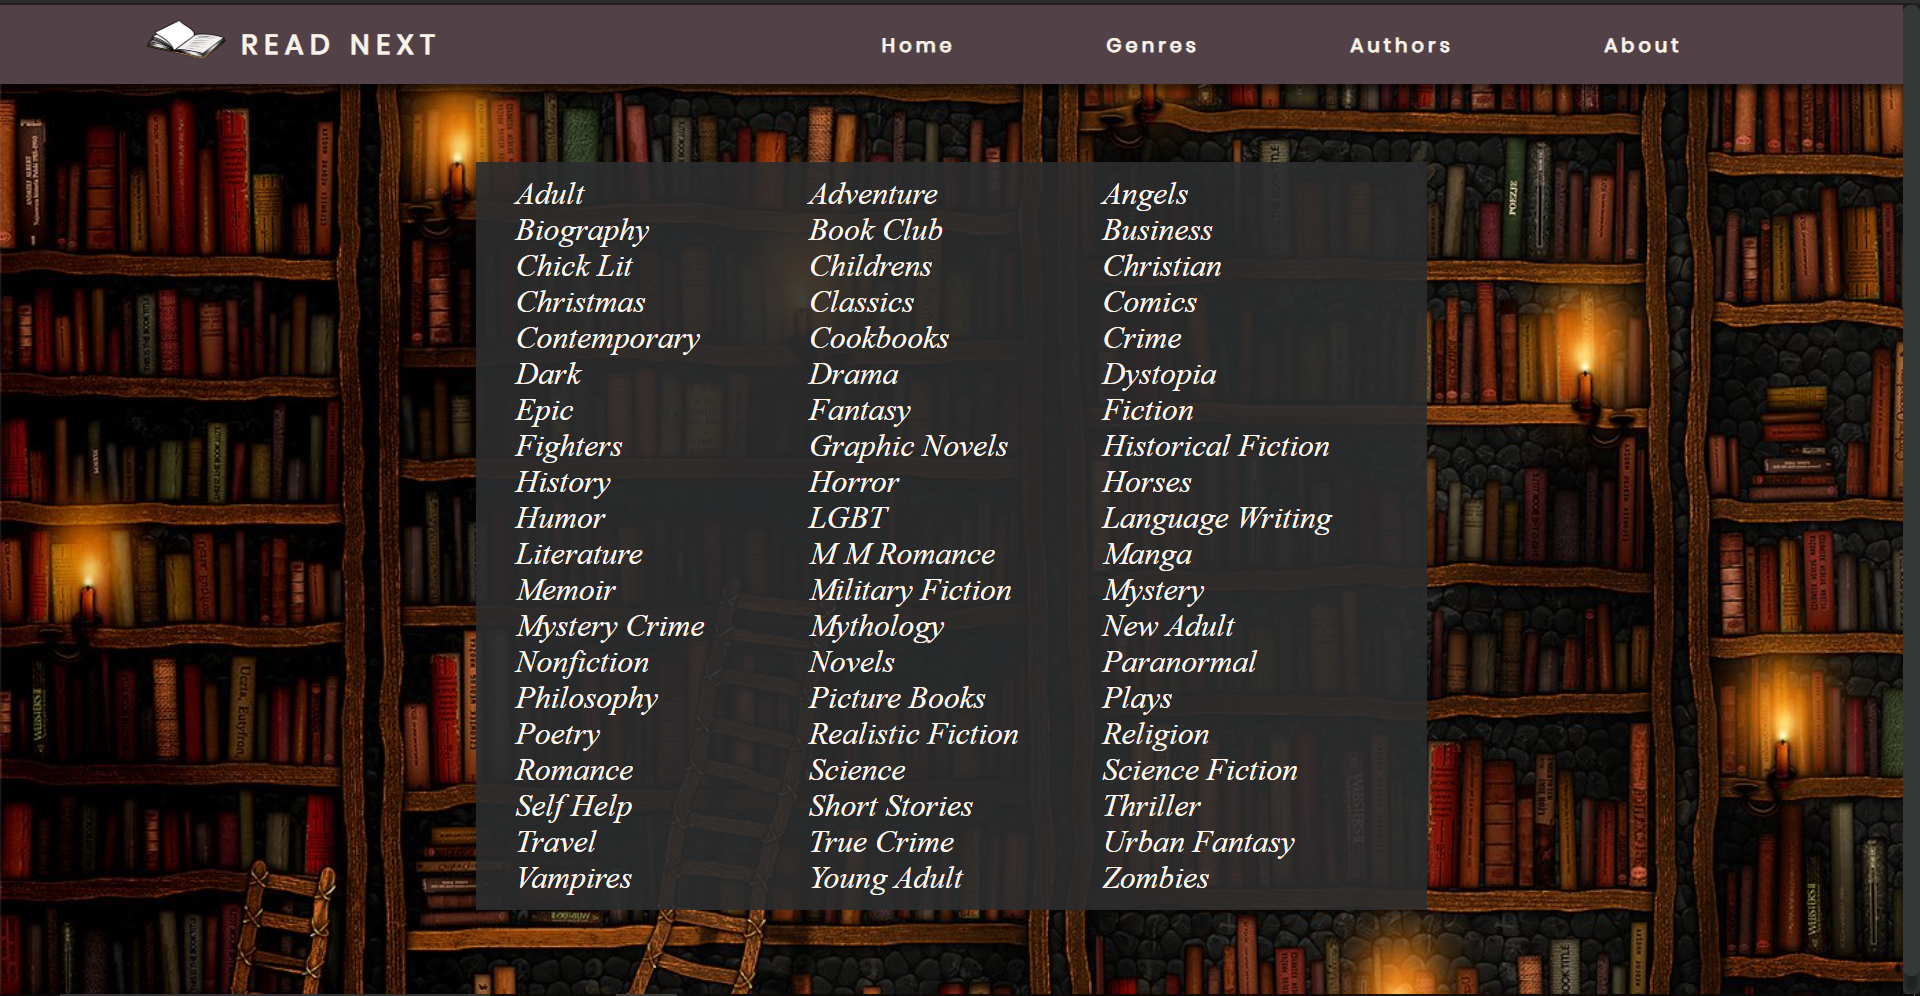 READ NEXT Home Genres Authors About
Adult Adventure Angels
Biography Book Club Business
Chick Lit Childrens Christian
Christmas Classics Comics
Contemporary Cookbooks Crime
Dark Drama Dystopia
Epic Fantasy Fiction
Fighters Graphic Novels Historical Fiction
History Horror Horses
Humor LGBT Language Writing
Literature M M Romance Manga
Memoir Military Fiction Mystery
Mystery Crime Mythology New Adult
Nonfiction Novels Paranormal
Philosophy Picture Books Plays
Poetry Realistic Fiction Religion
Romance Science Science Fiction
Self Help Short Stories Thriller
Travel True Crime Urban Fantasy
Vampires Young Adult Zombies
POEZJE